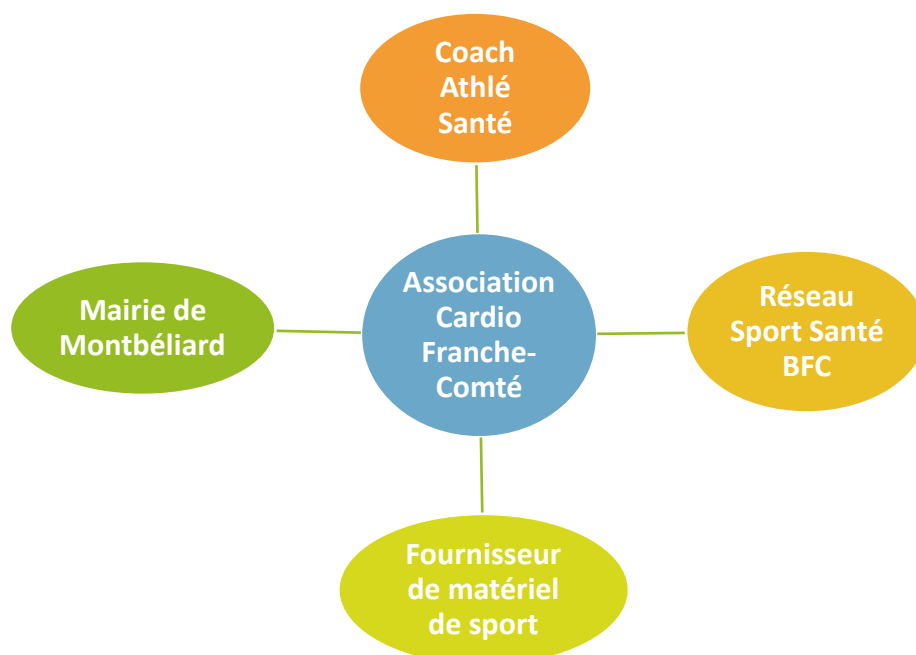 Coach
Athlé
Santé
Mairie de
Montbéliard
Association
Cardio
Franche-
Comté
Réseau
Sport Santé
BFC
Fournisseur
de matériel
de sport